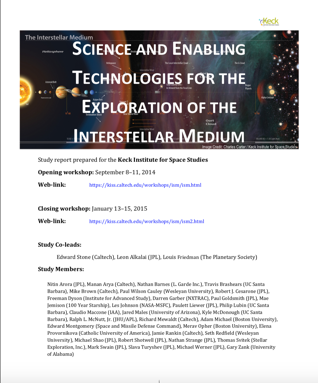 Keck
The Interstellar Medium
SCIENCE AND ENABLING
TECHNOLOGIES FOR THE
EXPLORATION OF THE
INTERSTELLAR MEDIUM
Image Credit: Charles Carter - Keck Institute for Space Studies
Study report prepared for the Keck Institute for Space Studies
Opening workshop: September 8–11, 2014
Web-link: https://kiss.caltech.edu/workshops/ism/ism.html
Closing workshop: January 13–15, 2015
Web-link: https://kiss.caltech.edu/workshops/ism/ism2.html
Study Co-leads:
Edward Stone (Caltech), Leon Alkalai (JPL), Louis Friedman (The Planetary Society)
Study Members:
Nitin Arora (JPL), Manan Arya (Caltech), Nathan Barnes (L. Garde Inc.), Travis Brashears (UC Santa
Barbara), Mike Brown (Caltech), Paul Wilson Cauley (Wesleyan University), Robert J. Cesarone (JPL),
Freeman Dyson (Institute for Advanced Study), Darren Garber (NXTRAC), Paul Goldsmith (JPL), Mae
Jemison (100 Year Starship), Les Johnson (NASA-MSFC), Paulett Liewer (JPL), Philip Lubin (UC Santa
Barbara), Claudio Maccone (IAA), Jared Males (University of Arizona), Kyle McDonough (UC Santa
Barbara), Ralph L. McNutt, Jr. (JHU/APL), Richard Mewaldt (Caltech), Adam Michael (Boston University),
Edward Montgomery (Space and Missile Defense Command), Merav Opher (Boston University), Elena
Provornikova (Catholic University of America), Jamie Rankin (Caltech), Seth Redfield (Wesleyan
University), Michael Shao (JPL), Robert Shotwell (JPL), Nathan Strange (JPL), Thomas Svitek (Stellar
Exploration, Inc.), Mark Swain (JPL), Slava Turyshev (JPL), Michael Werner (JPL), Gary Zank (University
of Alabama)